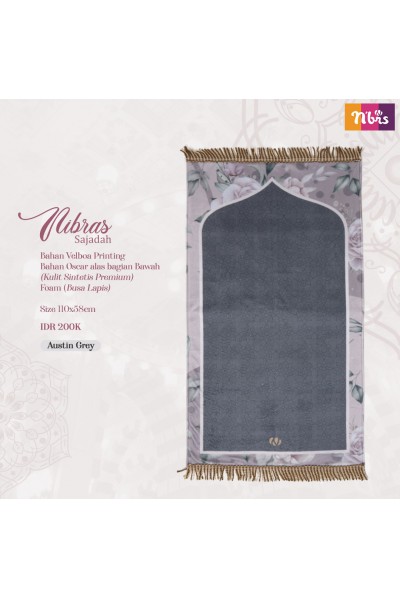 Nbrs
Nibras
Sajadah
Bahan Velboa Printing
Bahan Oscar alas bagian Bawah
(Kulit Sintetis Premium)
Foam (Busa Lapis)
Size 110x58cm
IDR 200K
Austin Grey